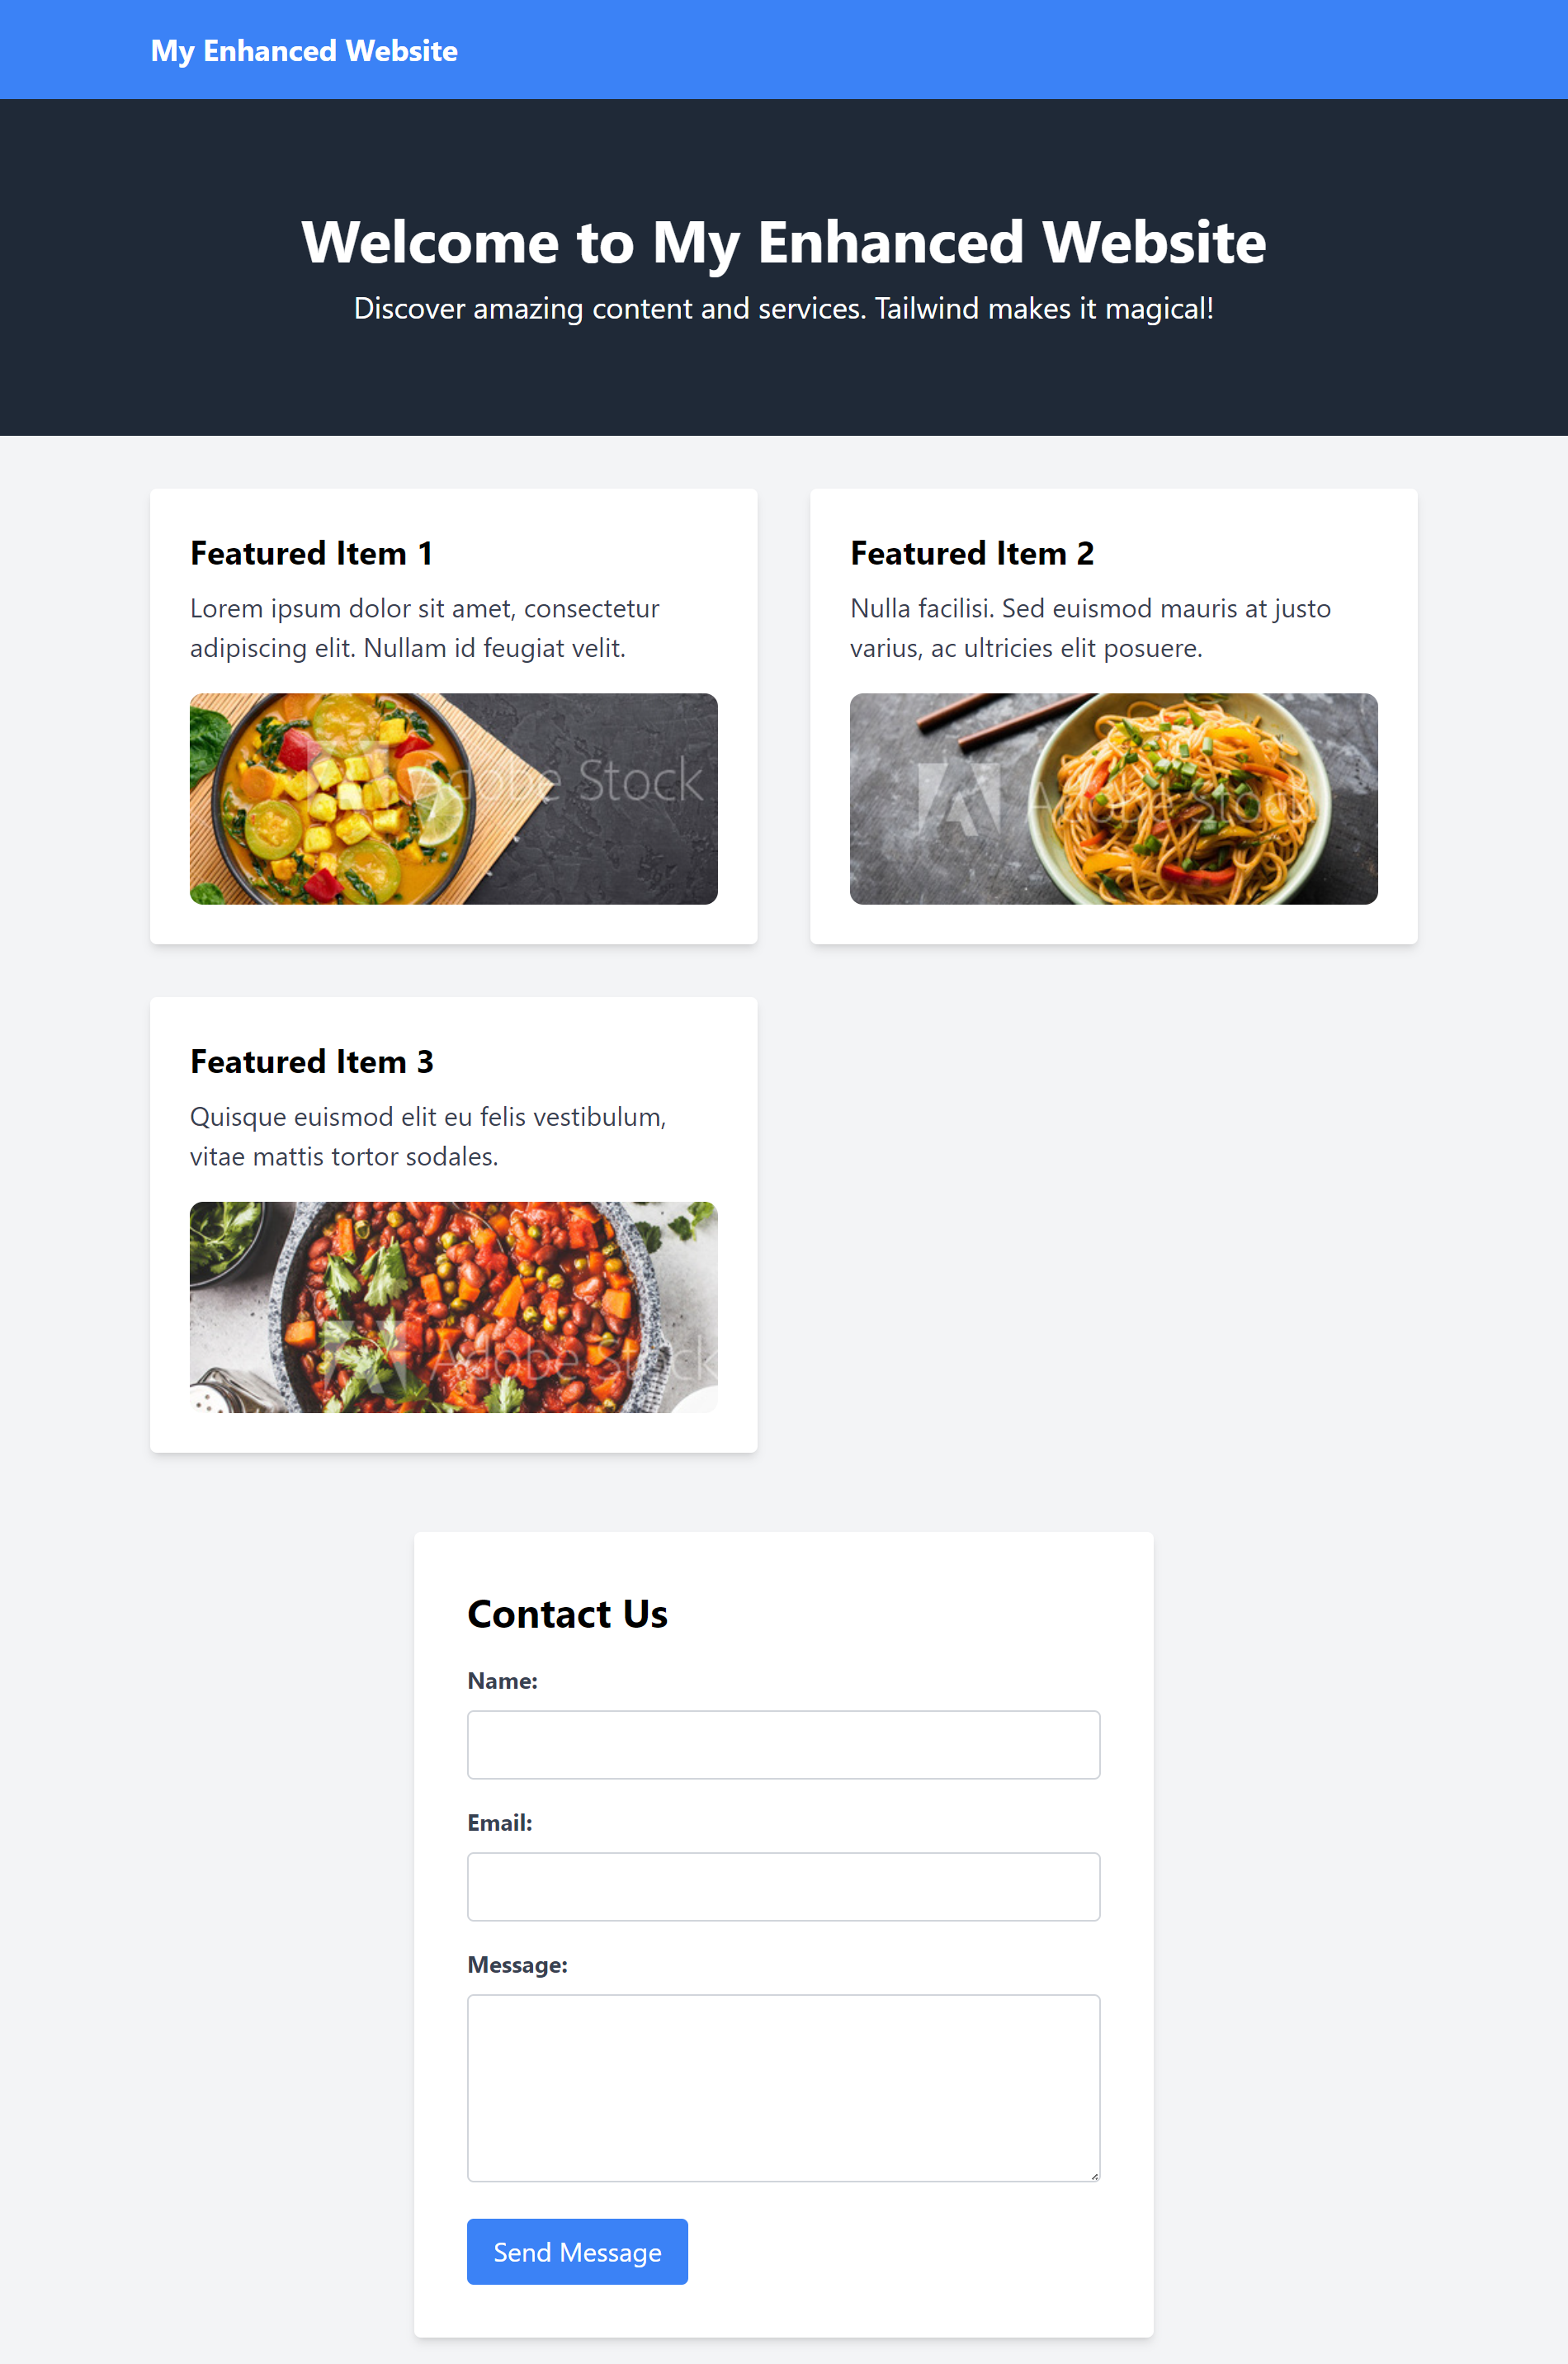 My Enhanced Website
Welcome to My Enhanced Website
Discover amazing content and services. Tailwind makes it magical!
Featured Item 1
Lorem ipsum dolor sit amet, consectetur
adipiscing elit. Nullam id feugiat velit.
Adobe Stock
Featured Item 2
Nulla facilisi. Sed euismod mauris at justo
varius, ac ultricies elit posuere.
Adobe Stock
Featured Item 3
Quisque euismod elit eu felis vestibulum,
vitae mattis tortor sodales.
Adobe Stock
Contact Us
Name:
Email:
Message:
Send Message